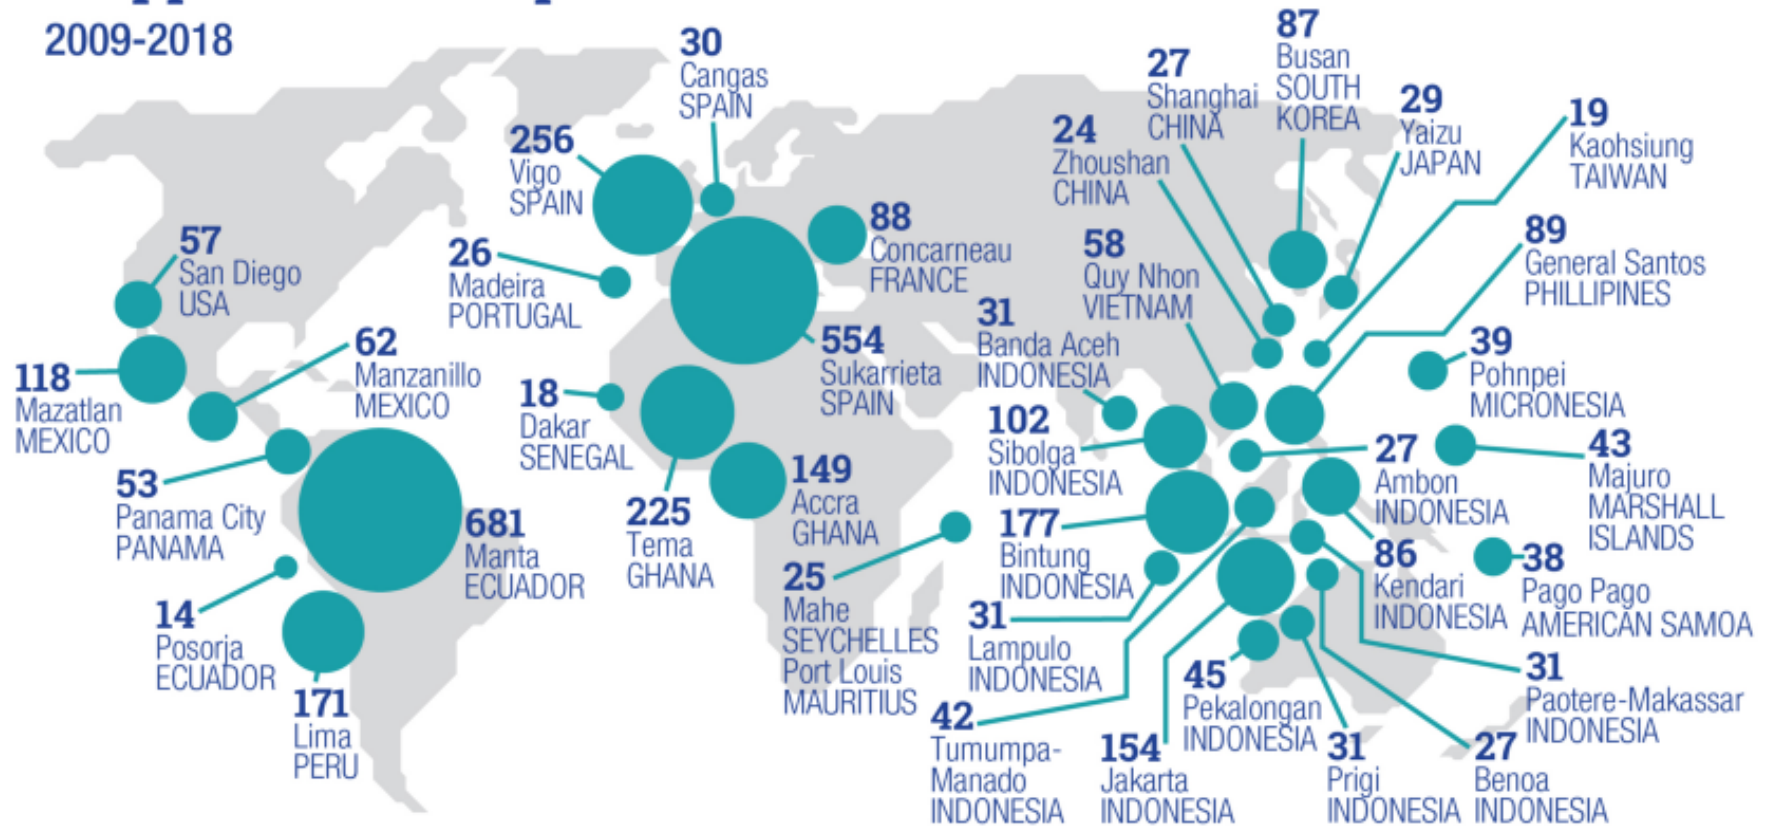 2009-2018
30
Cangas
SPAIN
87
Busan
SOUTH
KOREA
27
Shanghai
CHINA
29
Yaizu
JAPAN
19
Kaohsiung
TAIWAN
24
Zhoushan
CHINA
256
Vigo
SPAIN
57
San Diego
USA
26
Madeira
PORTUGAL
88
Concarneau
FRANCE
58
Quy Nhon
VIETNAM
89
General Santos
PHILLIPINES
31
Banda Aceh
INDONESIA
62
Manzanillo
MEXICO
554
Sukarrieta
SPAIN
39
Pohnpei
MICRONESIA
118
Mazatlan
MEXICO
18
Dakar
SENEGAL
102
Sibolga
INDONESIA
27
Ambon
INDONESIA
43
Majuro
MARSHALL
ISLANDS
53
Panama City
PANAMA
681
Manta
ECUADOR
225
Tema
GHANA
149
Accra
GHANA
177
Bintung
INDONESIA
86
Kendari
INDONESIA
38
Pago Pago
AMERICAN SAMOA
25
Mahe
SEYCHELLES
Port Louis
MAURITIUS
14
Posorja
ECUADOR
31
Lampulo
INDONESIA
171
Lima
PERU
45
Pekalongan
INDONESIA
31
Paotere-Makassar
INDONESIA
42
Tumumpa-
Manado
INDONESIA
154
Jakarta
INDONESIA
31
Prigi
INDONESIA
27
Benoa
INDONESIA